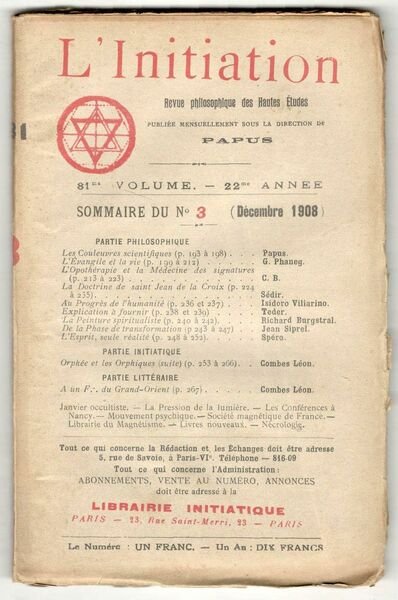 L'Initiation
Revue philosophique des Hautes Études
PUBLIÉE MENSUELLEMENT SOUS LA DIRECTION DE
PAPUS
81
81me VOLUME. — 22me ANNÉE
SOMMAIRE DU No 3 (Décembre 1908)
PARTIE PHILOSOPHIQUE
Les Couleuvres scientifiques (p. 193 à 198). . . Papus.
L'Évangile et la vie (p. 199 à 212) . . . . . G. Phaneg.
L'Opothérapie et la Médecine des signatures
(p. 213 à 223) . . . . . . . . . C. B.
La Doctrine de saint Jean de la Croix (p. 224
à 235). . . . . . . . . . . Sédir.
Au Progrès de l'humanité (p. 236 et 237) . . . Isidoro Viliarino.
Explication à fournir (p. 238 et 239) . . . . Teder.
La Peinture spiritualiste (p. 240 à 242). . . . Richard Burgstral.
De la Phase de transformation (p 243 à 247) . . Jean Siprel.
L'Esprit, seule réalité (p. 248 à 252). . . . Spéro.
PARTIE INITIATIQUE
Orphée et les Orphiques (suite) (p. 253 à 266). . Combes Léon.
PARTIE LITTÉRAIRE
A un F∴. du Grand-Orient (p. 267) . . . . Combes Léon.
Janvier occultiste. — La Pression de la lumière. — Les Conférences à
Nancy. — Mouvement psychique. — Société magnétique de France. —
Librairie du Magnétisme. — Livres nouveaux. — Nécrologie.
Tout ce qui concerne la Rédaction et les Échanges doit être adressé
5, rue de Savoie, à Paris-VIe. Téléphone — 816-09
Tout ce qui concerne l'Administration:
ABONNEMENTS, VENTE AU NUMÉRO, ANNONCES
doit être adressé à la
LIBRAIRIE INITIATIQUE
PARIS — 23, Rue Saint-Merri, 23 — PARIS
Le Numéro : UN FRANC. — Un An : DIX FRANCS